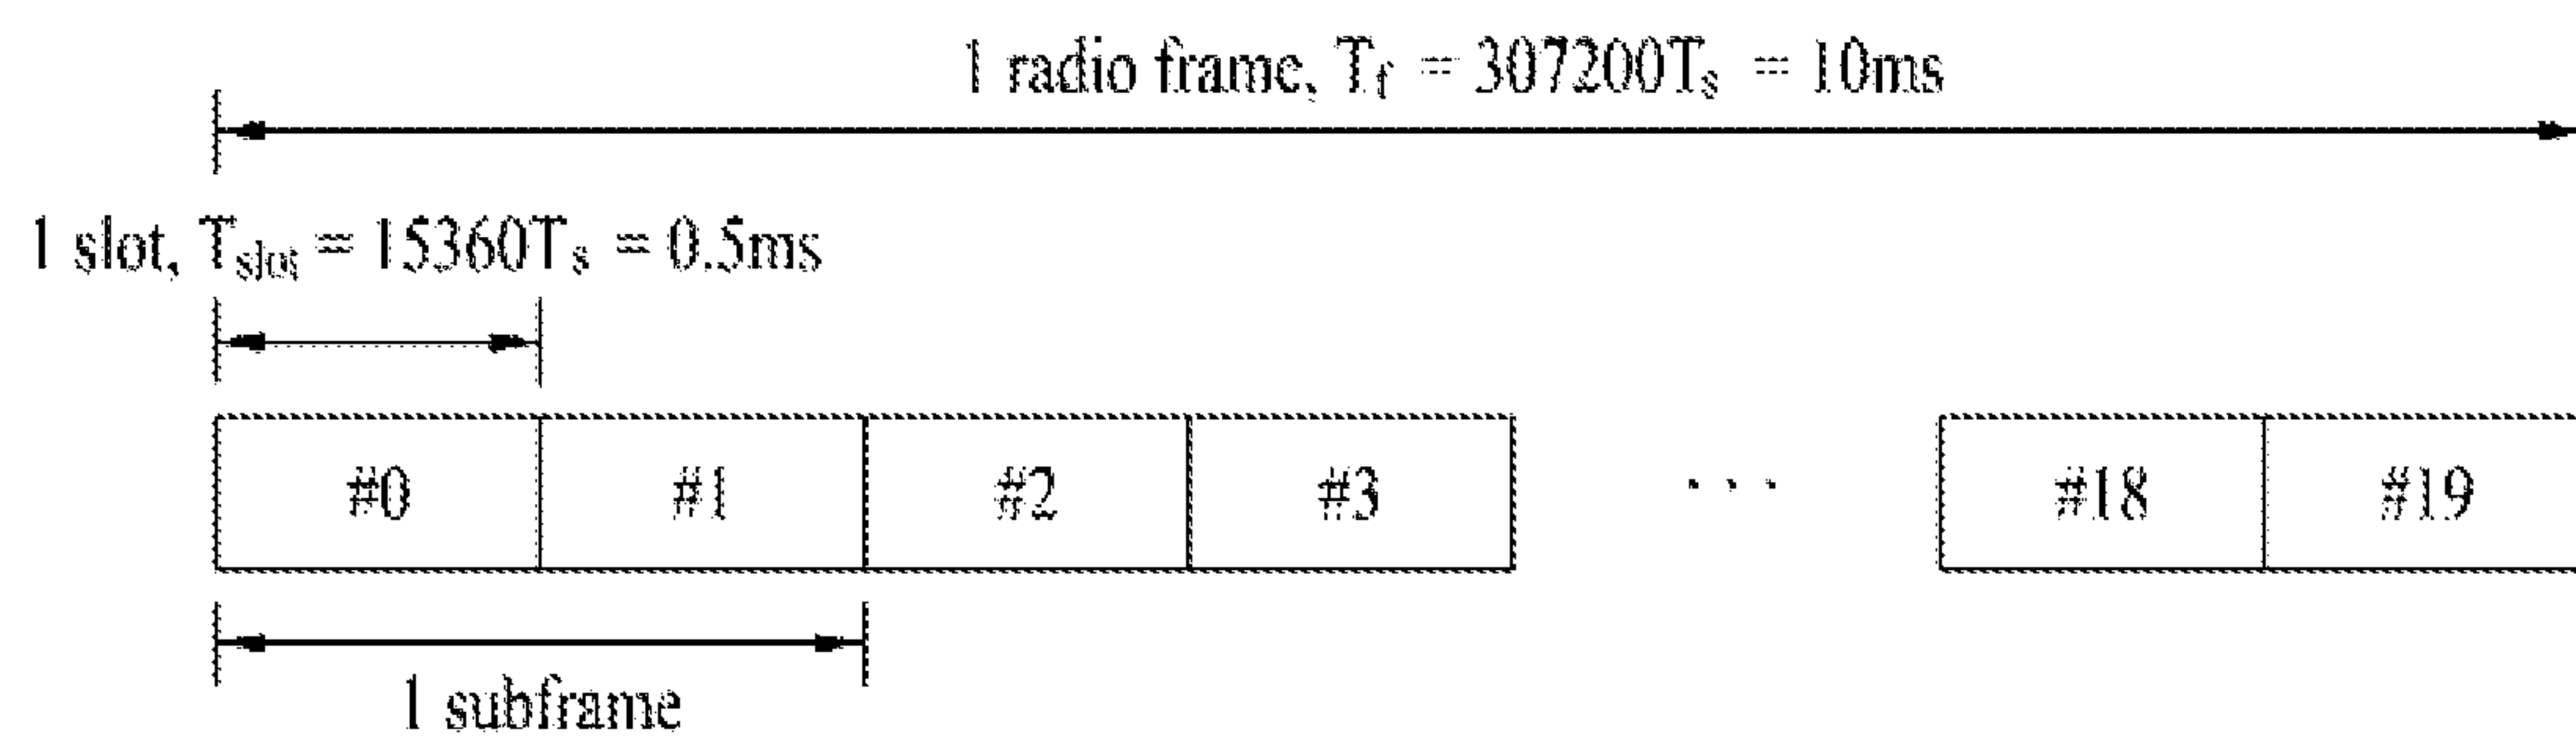 1 radio frame, Tf = 307200Ts = 10ms
1 slot, Tslot = 15360Ts = 0.5ms
#0 #1 #2 #3 ... #18 #19
1 subframe